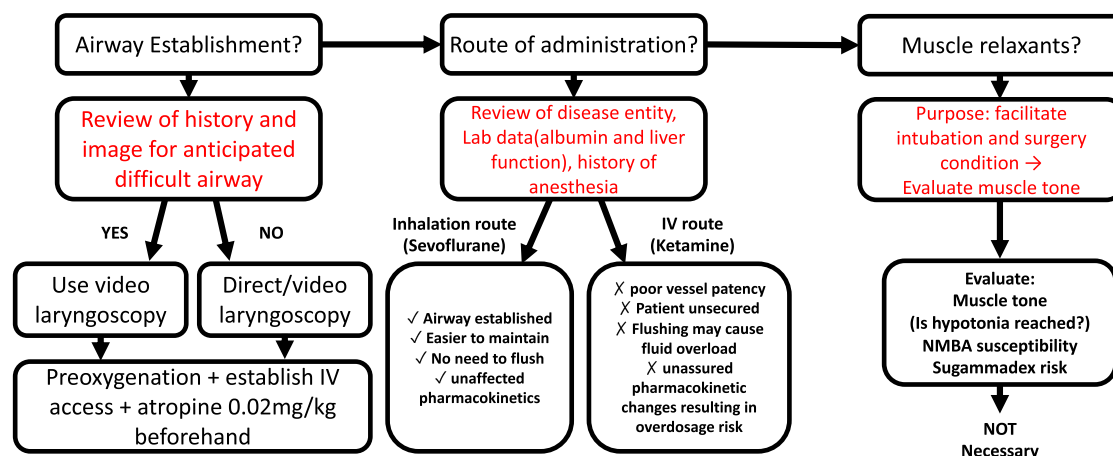 Airway Establishment?
Route of administration?
Muscle relaxants?
Review of history and
image for anticipated
difficult airway
Review of disease entity,
Lab data(albumin and liver
function), history of
anesthesia
Purpose: facilitate
intubation and surgery
condition →
Evaluate muscle tone
YES
NO
Inhalation route
(Sevoflurane)
IV route
(Ketamine)
Use video
laryngoscopy
Direct/video
laryngoscopy
✓ Airway established
✓ Easier to maintain
✓ No need to flush
✓ unaffected
pharmacokinetics
✗ poor vessel patency
✗ Patient unsecured
✗ Flushing may cause
fluid overload
✗ unassured
pharmacokinetic
changes resulting in
overdosage risk
Evaluate:
Muscle tone
(Is hypotonia reached?)
NMBA susceptibility
Sugammadex risk
Preoxygenation + establish IV
access + atropine 0.02mg/kg
beforehand
NOT
Necessary